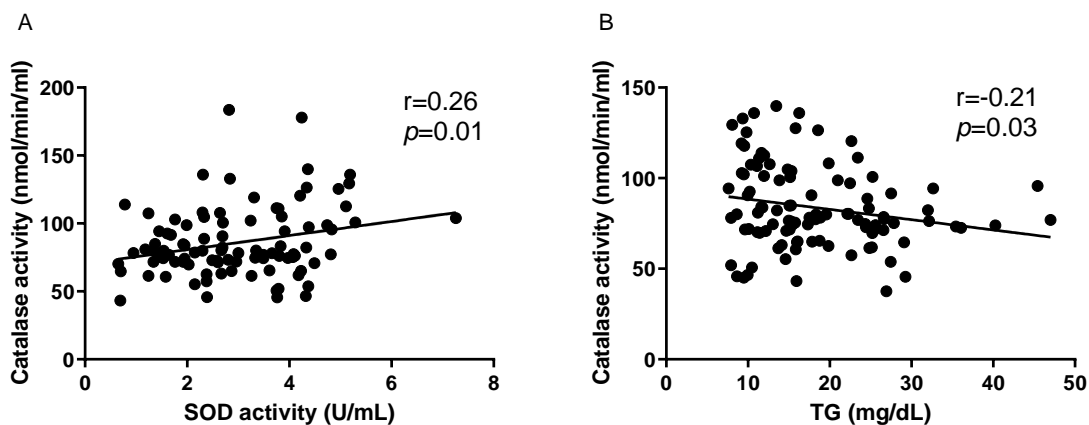 A
Catalase activity (nmol/min/ml)
200
150
100
50
0
r=0.26
p=0.01
0 2 4 6 8
SOD activity (U/mL)
B
Catalase activity (nmol/min/ml)
150
100
50
0
r=-0.21
p=0.03
0 10 20 30 40 50
TG (mg/dL)